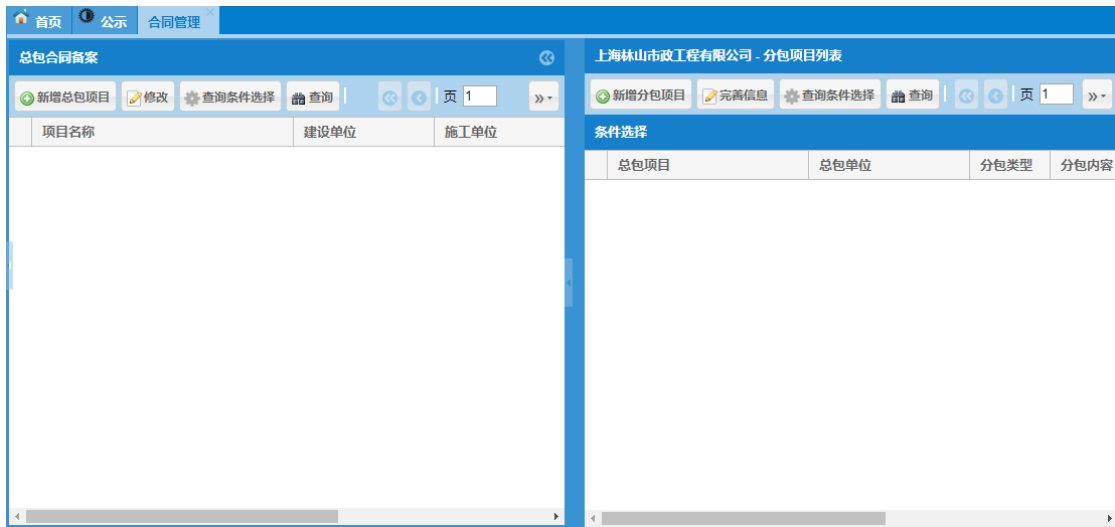 首页 公示 合同管理
总包合同备案
新增总包项目 修改 查询条件选择 查询 页 1
项目名称 建设单位 施工单位
上海林山市政工程有限公司 - 分包项目列表
新增分包项目 完善信息 查询条件选择 查询 页 1
条件选择
总包项目 总包单位 分包类型 分包内容